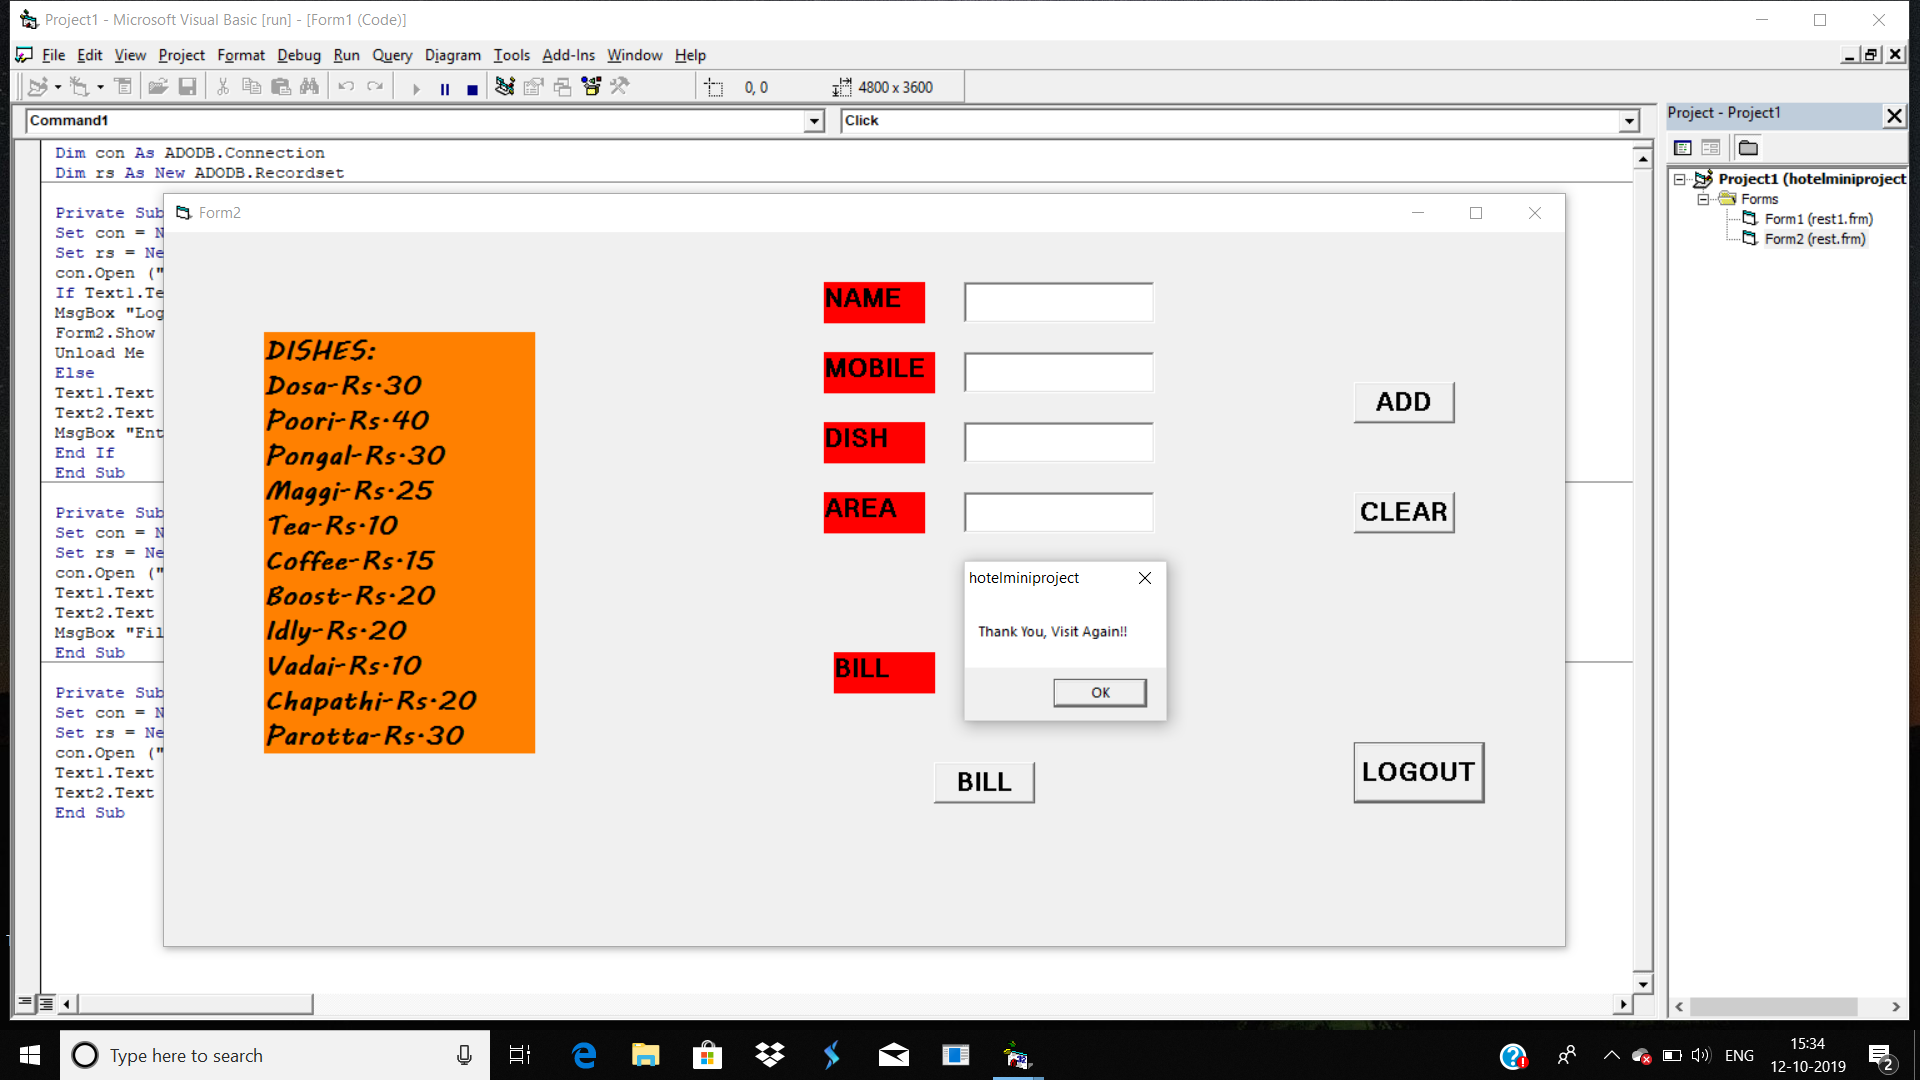 Project1 - Microsoft Visual Basic [run] - [Form1 (Code)]
File Edit View Project Format Debug Run Query Diagram Tools Add-Ins Window Help
0, 0
4800 x 3600
Command1
Click
Project - Project1
Project1 (hotelminiproject
Forms
Form1 (rest1.frm)
Form2 (rest.frm)
Dim con As ADODB.Connection
Dim rs As New ADODB.Recordset
Private Sub
Set con = N
Set rs = Ne
con.Open ("
If Text1.Te
MsgBox "Log
Form2.Show
Unload Me
Else
Text1.Text
Text2.Text
MsgBox "Ent
End If
End Sub
Private Sub
Set con = N
Set rs = Ne
con.Open ("
Text1.Text
Text2.Text
MsgBox "Fil
End Sub
Private Sub
Set con = N
Set rs = Ne
con.Open ("
Text1.Text
Text2.Text
End Sub
Form2
DISHES:
Dosa-Rs.30
Poori-Rs.40
Pongal-Rs.30
Maggi-Rs.25
Tea-Rs.10
Coffee-Rs.15
Boost-Rs.20
Idly-Rs.20
Vadai-Rs.10
Chapathi-Rs.20
Parotta-Rs.30
NAME
MOBILE
DISH
AREA
BILL
BILL
ADD
CLEAR
LOGOUT
hotelminiproject
Thank You, Visit Again!!
OK
Type here to search
ENG
15:34
12-10-2019
2